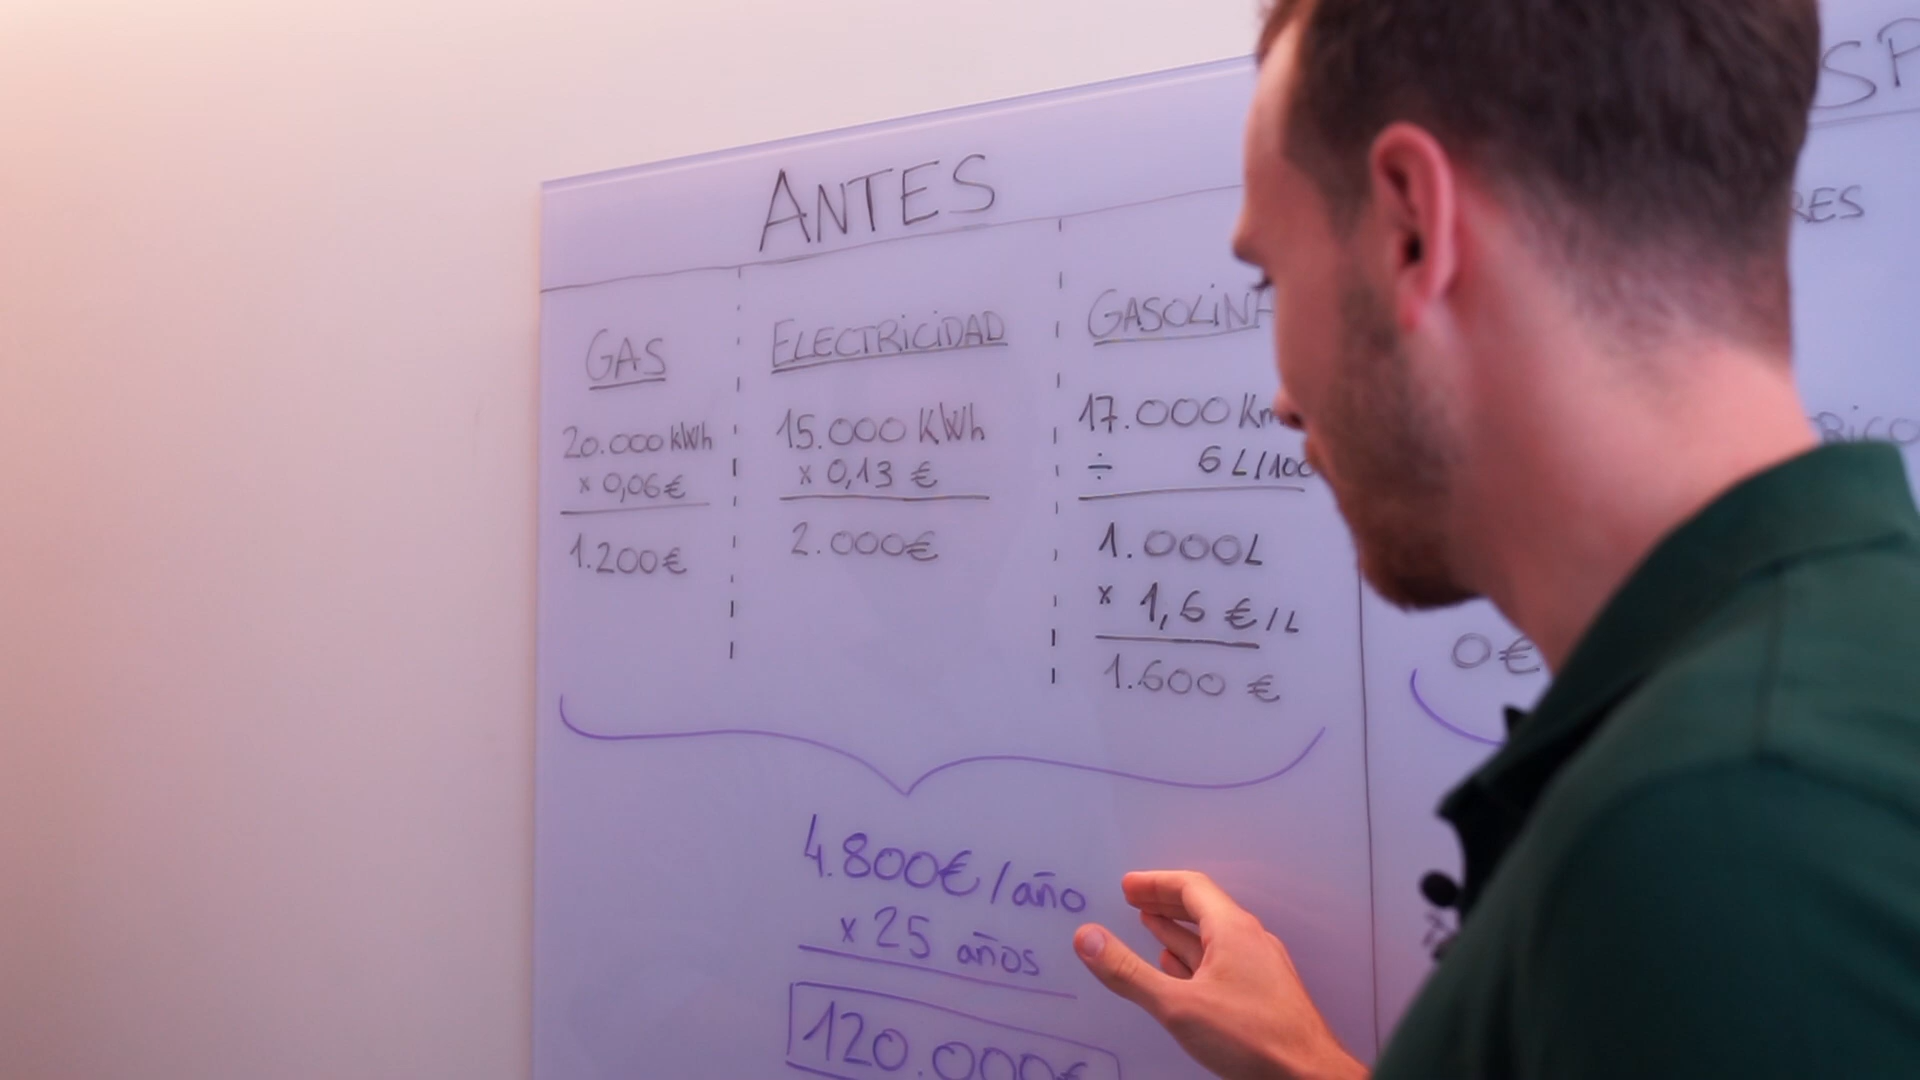 ANTES
GAS
20.000 kWh
x 0,06€
1.200€
ELECTRICIDAD
15.000 KWh
x 0,13 €
2.000€
GASOLINA
17.000 Km
÷ 6 L/100
1.000L
x 1,6 €/L
1.600 €
4.800€/año
x 25 años
120.000€
0€